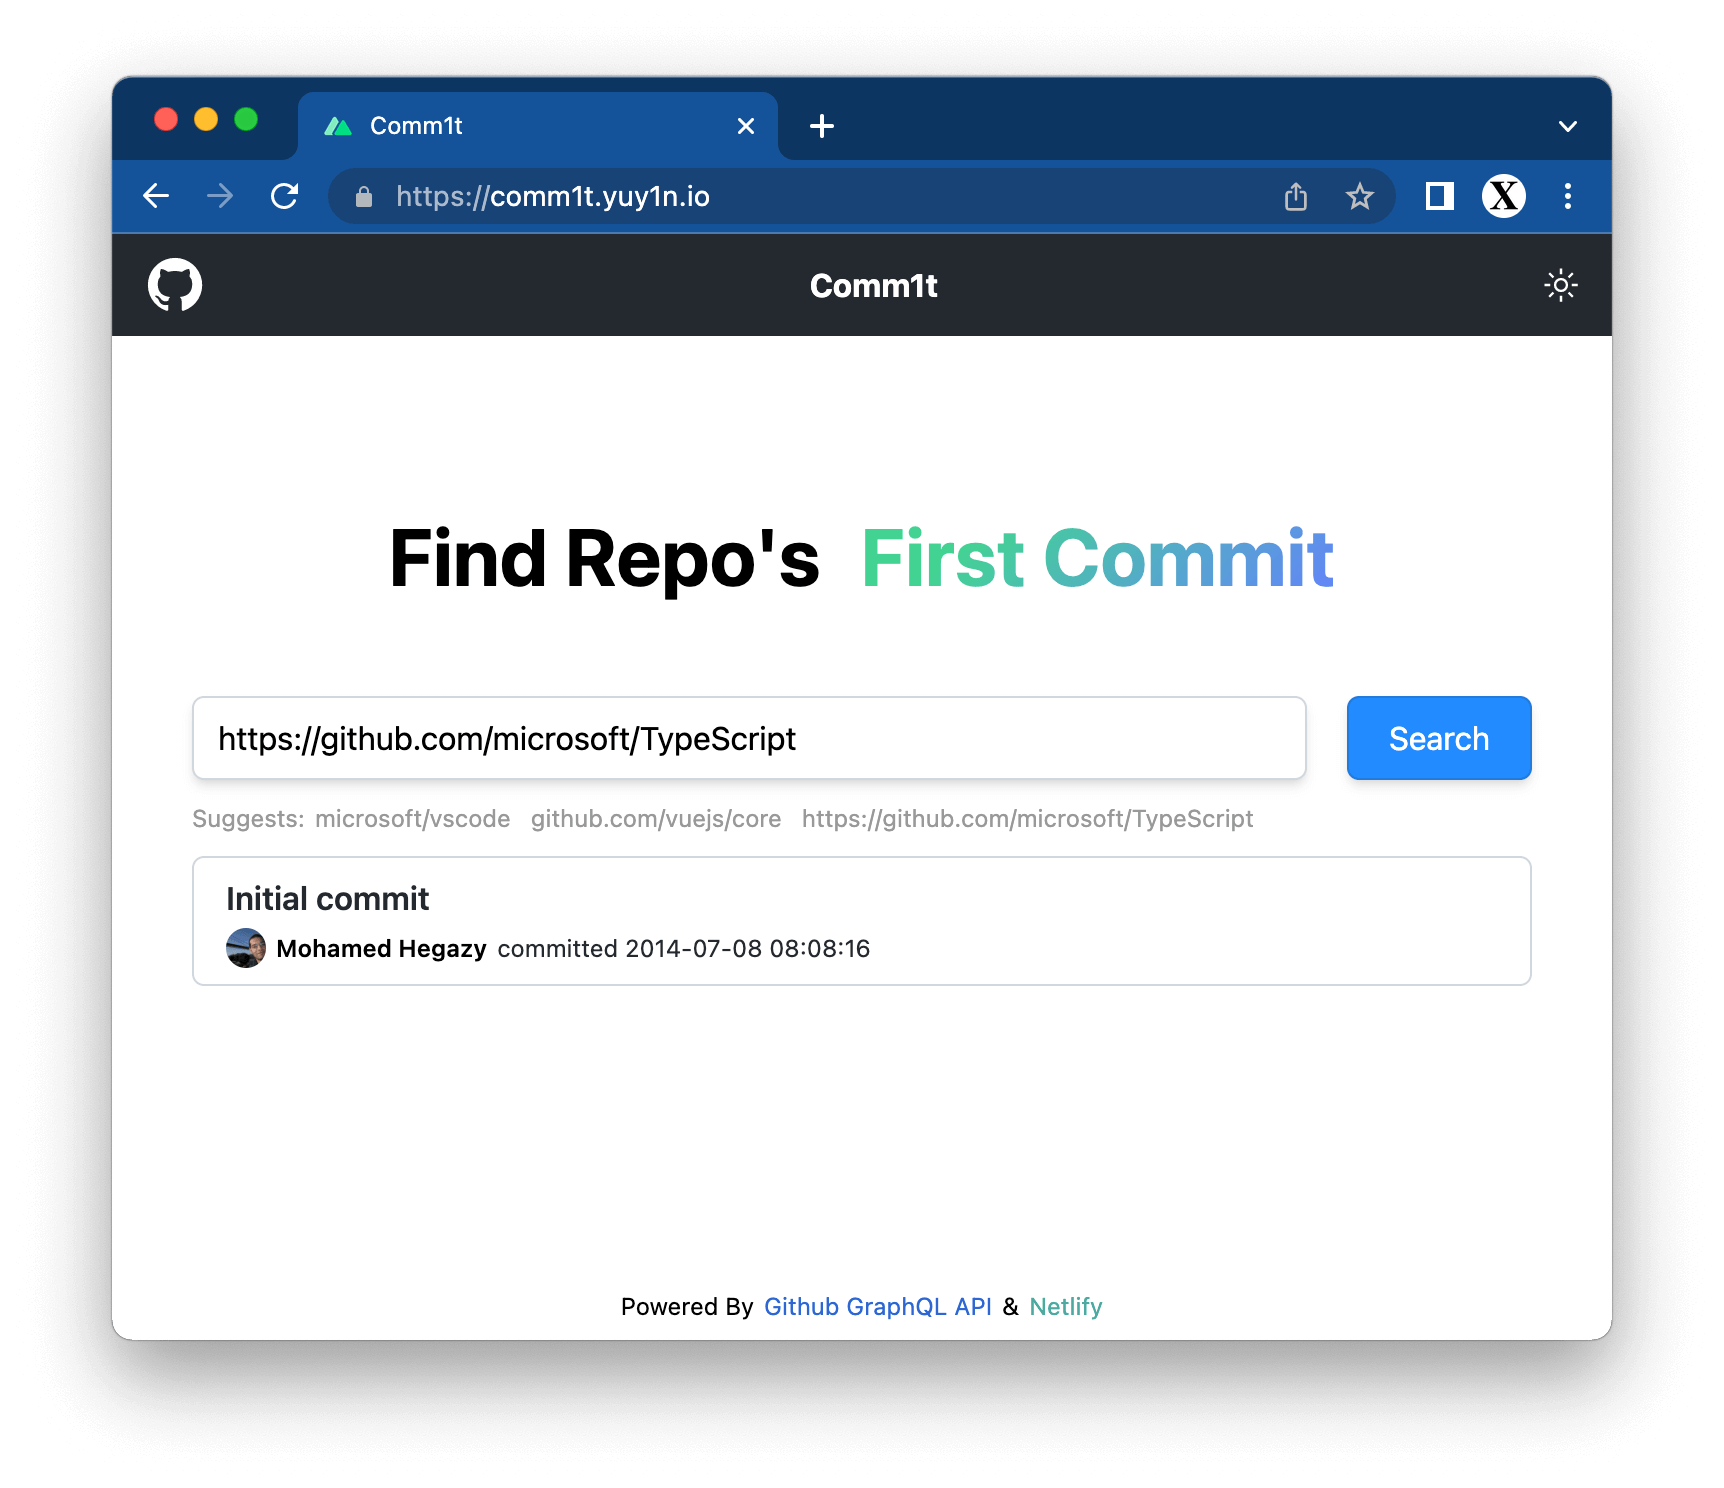 Comm1t
https://comm1t.yuy1n.io
X
Comm1t
Find Repo's First Commit
https://github.com/microsoft/TypeScript
Search
Suggests: microsoft/vscode github.com/vuejs/core https://github.com/microsoft/TypeScript
Initial commit
Mohamed Hegazy committed 2014-07-08 08:08:16
Powered By Github GraphQL API & Netlify